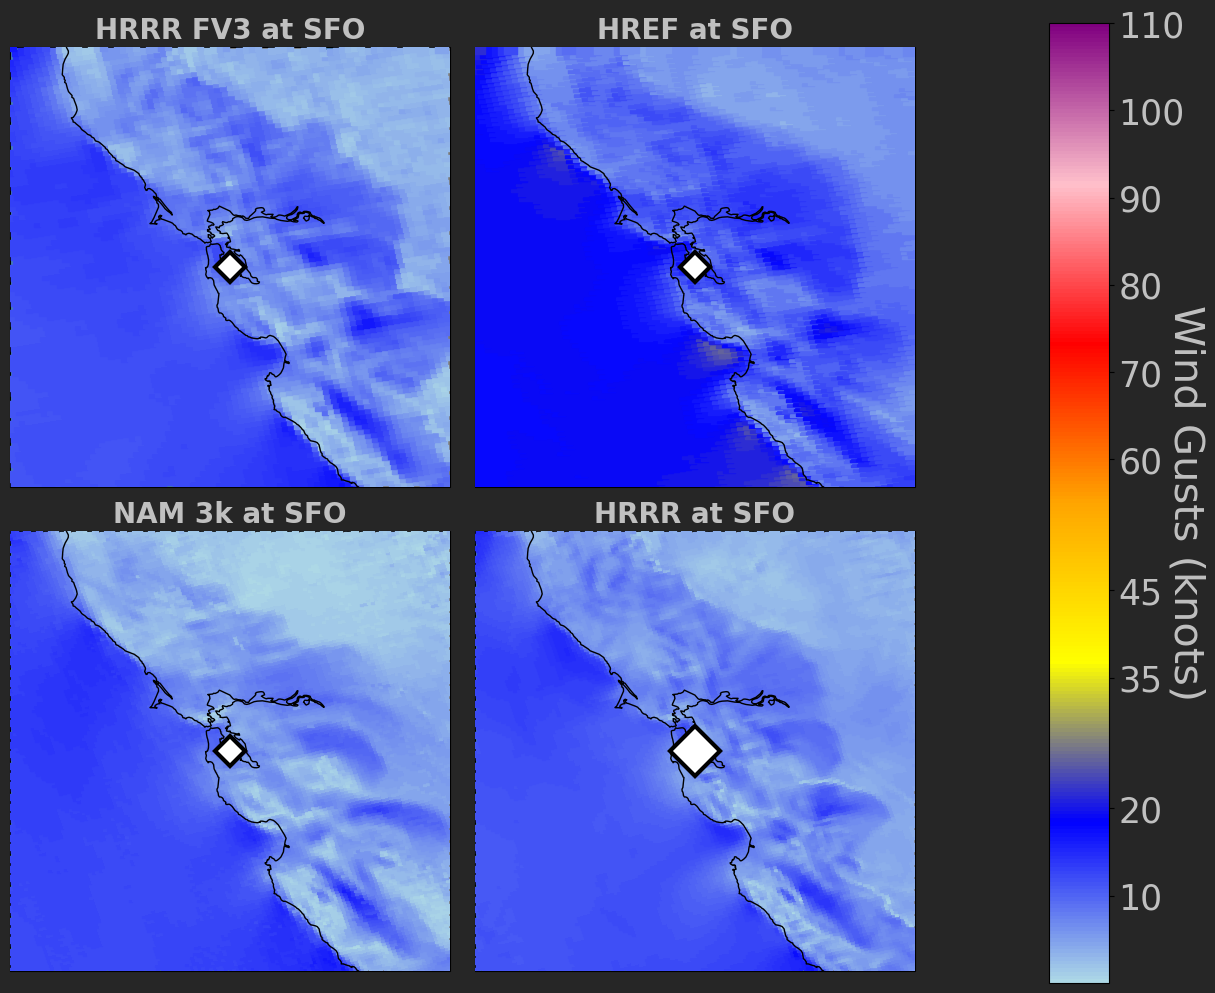 HRRR FV3 at SFO
HREF at SFO
NAM 3k at SFO
HRRR at SFO
110
100
90
80
70
60
45
35
20
10
Wind Gusts (knots)